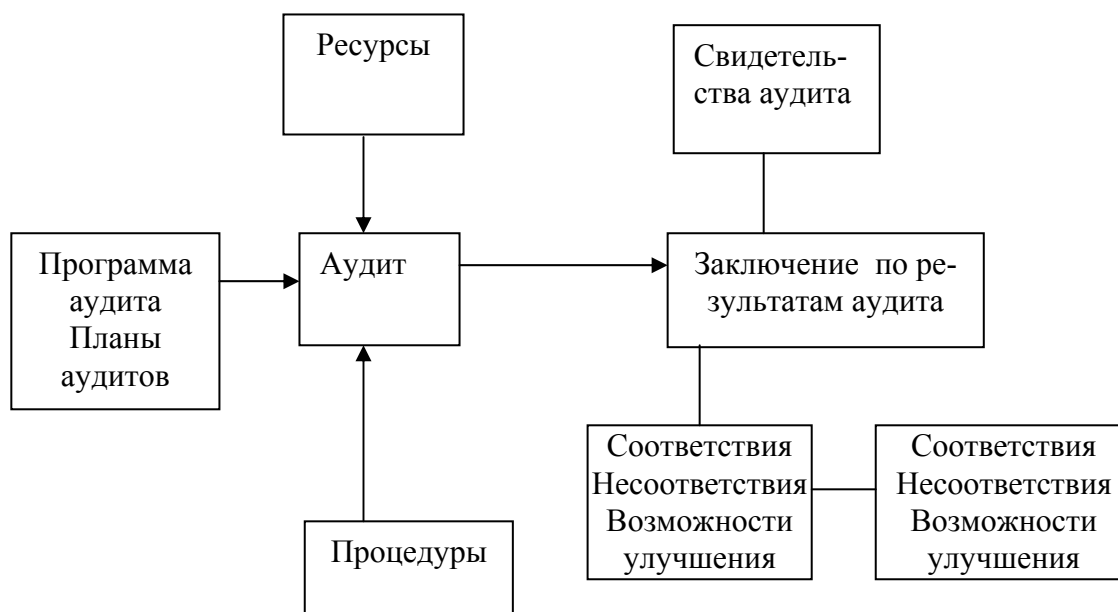 Ресурсы
Свидетель-
ства аудита
Программа
аудита
Планы
аудитов
Аудит
Заключение по ре-
зультатам аудита
Соответствия
Несоответствия
Возможности
улучшения
Соответствия
Несоответствия
Возможности
улучшения
Процедуры